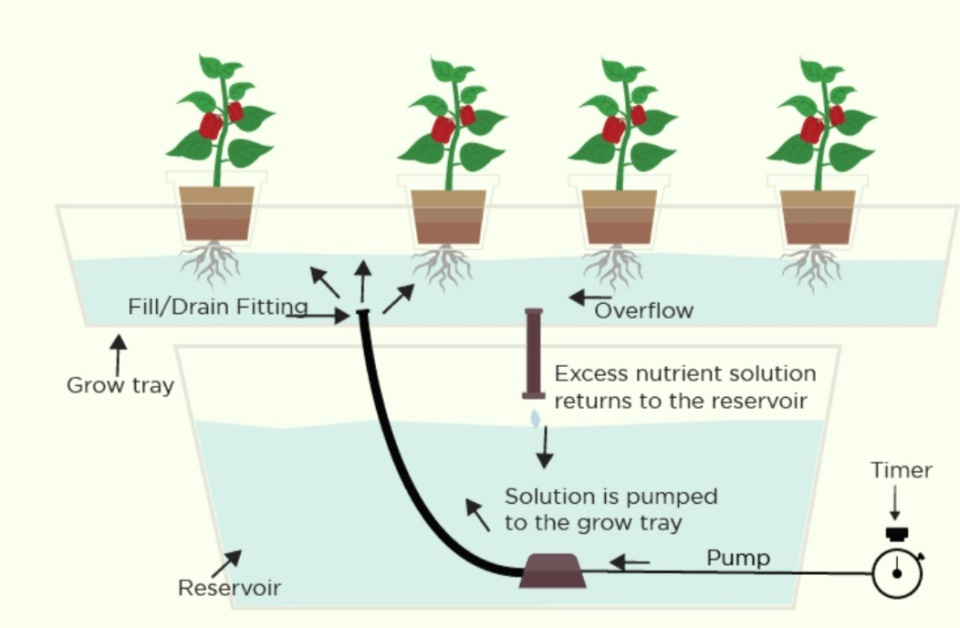 Fill/Drain Fitting
Overflow
Grow tray
Excess nutrient solution
returns to the reservoir
Timer
Solution is pumped
to the grow tray
Pump
Reservoir